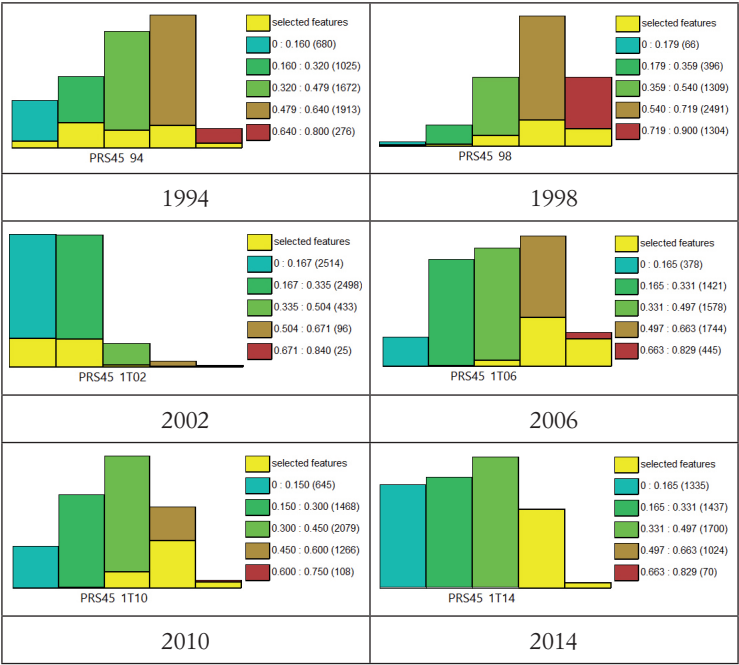 selected features
0 : 0.160 (680)
0.160 : 0.320 (1025)
0.320 : 0.479 (1672)
0.479 : 0.640 (1913)
0.640 : 0.800 (276)
PRS45 94
selected features
0 : 0.179 (66)
0.179 : 0.359 (396)
0.359 : 0.540 (1309)
0.540 : 0.719 (2491)
0.719 : 0.900 (1304)
PRS45 98
1994
1998
selected features
0 : 0.167 (2514)
0.167 : 0.335 (2498)
0.335 : 0.504 (433)
0.504 : 0.671 (96)
0.671 : 0.840 (25)
PRS45 1T02
selected features
0 : 0.165 (378)
0.165 : 0.331 (1421)
0.331 : 0.497 (1578)
0.497 : 0.663 (1744)
0.663 : 0.829 (445)
PRS45 1T06
2002
2006
selected features
0 : 0.150 (645)
0.150 : 0.300 (1468)
0.300 : 0.450 (2079)
0.450 : 0.600 (1266)
0.600 : 0.750 (108)
PRS45 1T10
selected features
0 : 0.165 (1335)
0.165 : 0.331 (1437)
0.331 : 0.497 (1700)
0.497 : 0.663 (1024)
0.663 : 0.829 (70)
PRS45 1T14
2010
2014